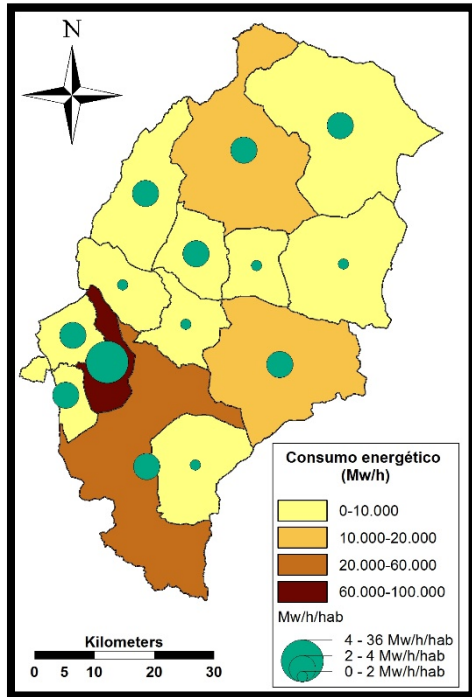 N
Consumo energético
(Mw/h)
0-10.000
10.000-20.000
20.000-60.000
60.000-100.000
Mw/h/hab
4 - 36 Mw/h/hab
2 - 4 Mw/h/hab
0 - 2 Mw/h/hab
Kilometers
0 5 10 20 30